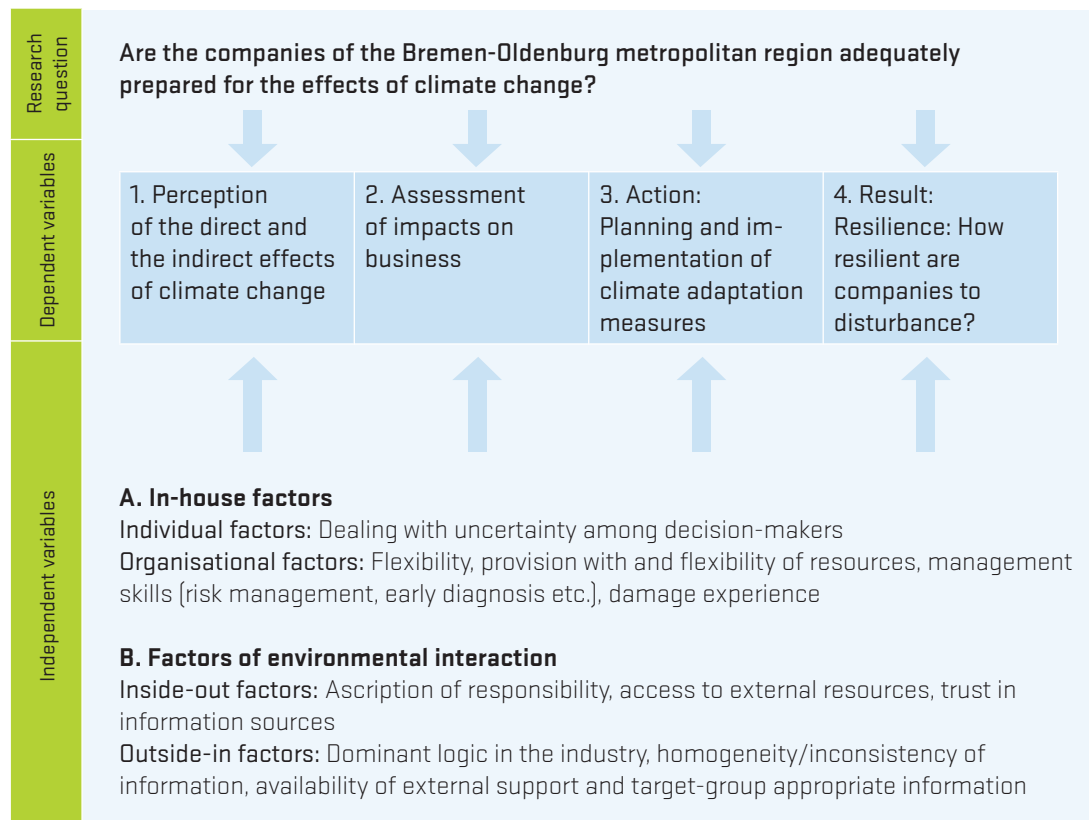 Research
question
Are the companies of the Bremen-Oldenburg metropolitan region adequately
prepared for the effects of climate change?
Dependent variables
1. Perception
of the direct and
the indirect effects
of climate change
2. Assessment
of impacts on
business
3. Action:
Planning and im-
plementation of
climate adaptation
measures
4. Result:
Resilience: How
resilient are
companies to
disturbance?
Independent variables
A. In-house factors
Individual factors: Dealing with uncertainty among decision-makers
Organisational factors: Flexibility, provision with and flexibility of resources, management
skills (risk management, early diagnosis etc.), damage experience
B. Factors of environmental interaction
Inside-out factors: Ascription of responsibility, access to external resources, trust in
information sources
Outside-in factors: Dominant logic in the industry, homogeneity/inconsistency of
information, availability of external support and target-group appropriate information